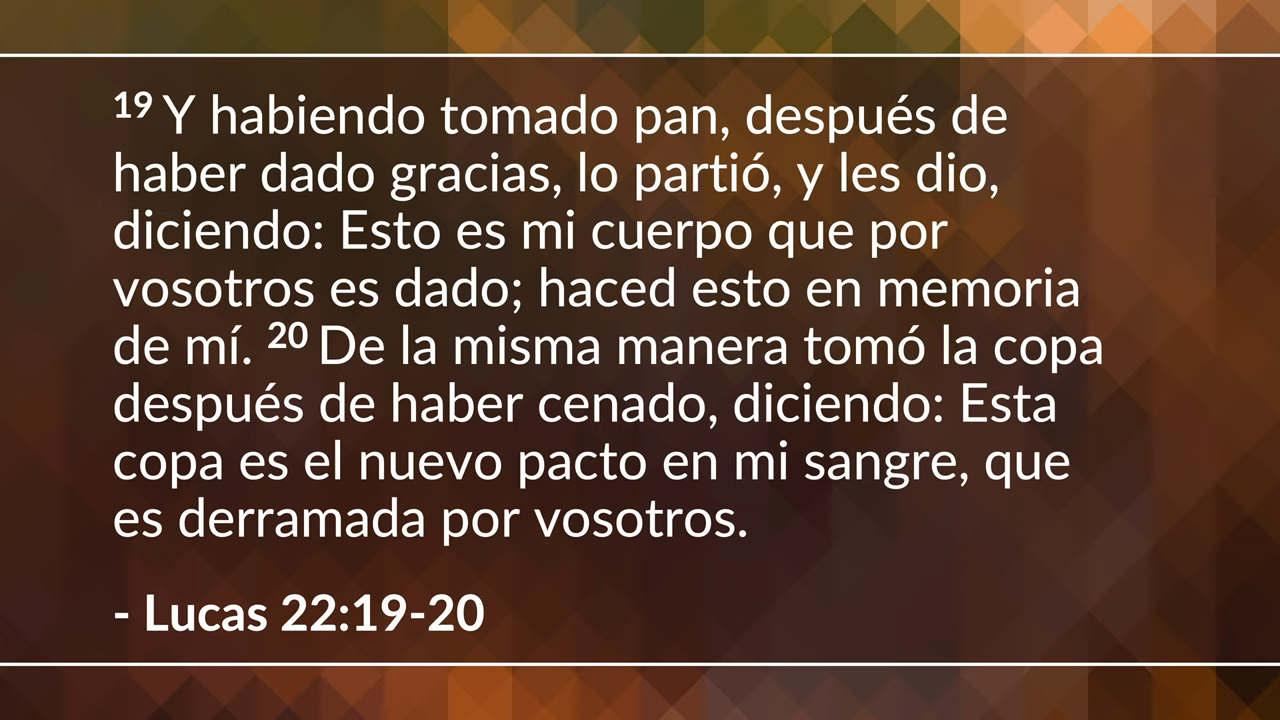 19 Y habiendo tomado pan, después de
haber dado gracias, lo partió, y les dio,
diciendo: Esto es mi cuerpo que por
vosotros es dado; haced esto en memoria
de mí. 20 De la misma manera tomó la copa
después de haber cenado, diciendo: Esta
copa es el nuevo pacto en mi sangre, que
es derramada por vosotros.
- Lucas 22:19-20